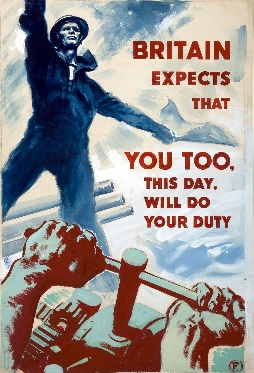 BRITAIN
EXPECTS
THAT
YOU TOO,
THIS DAY,
WILL DO
YOUR DUTY
F